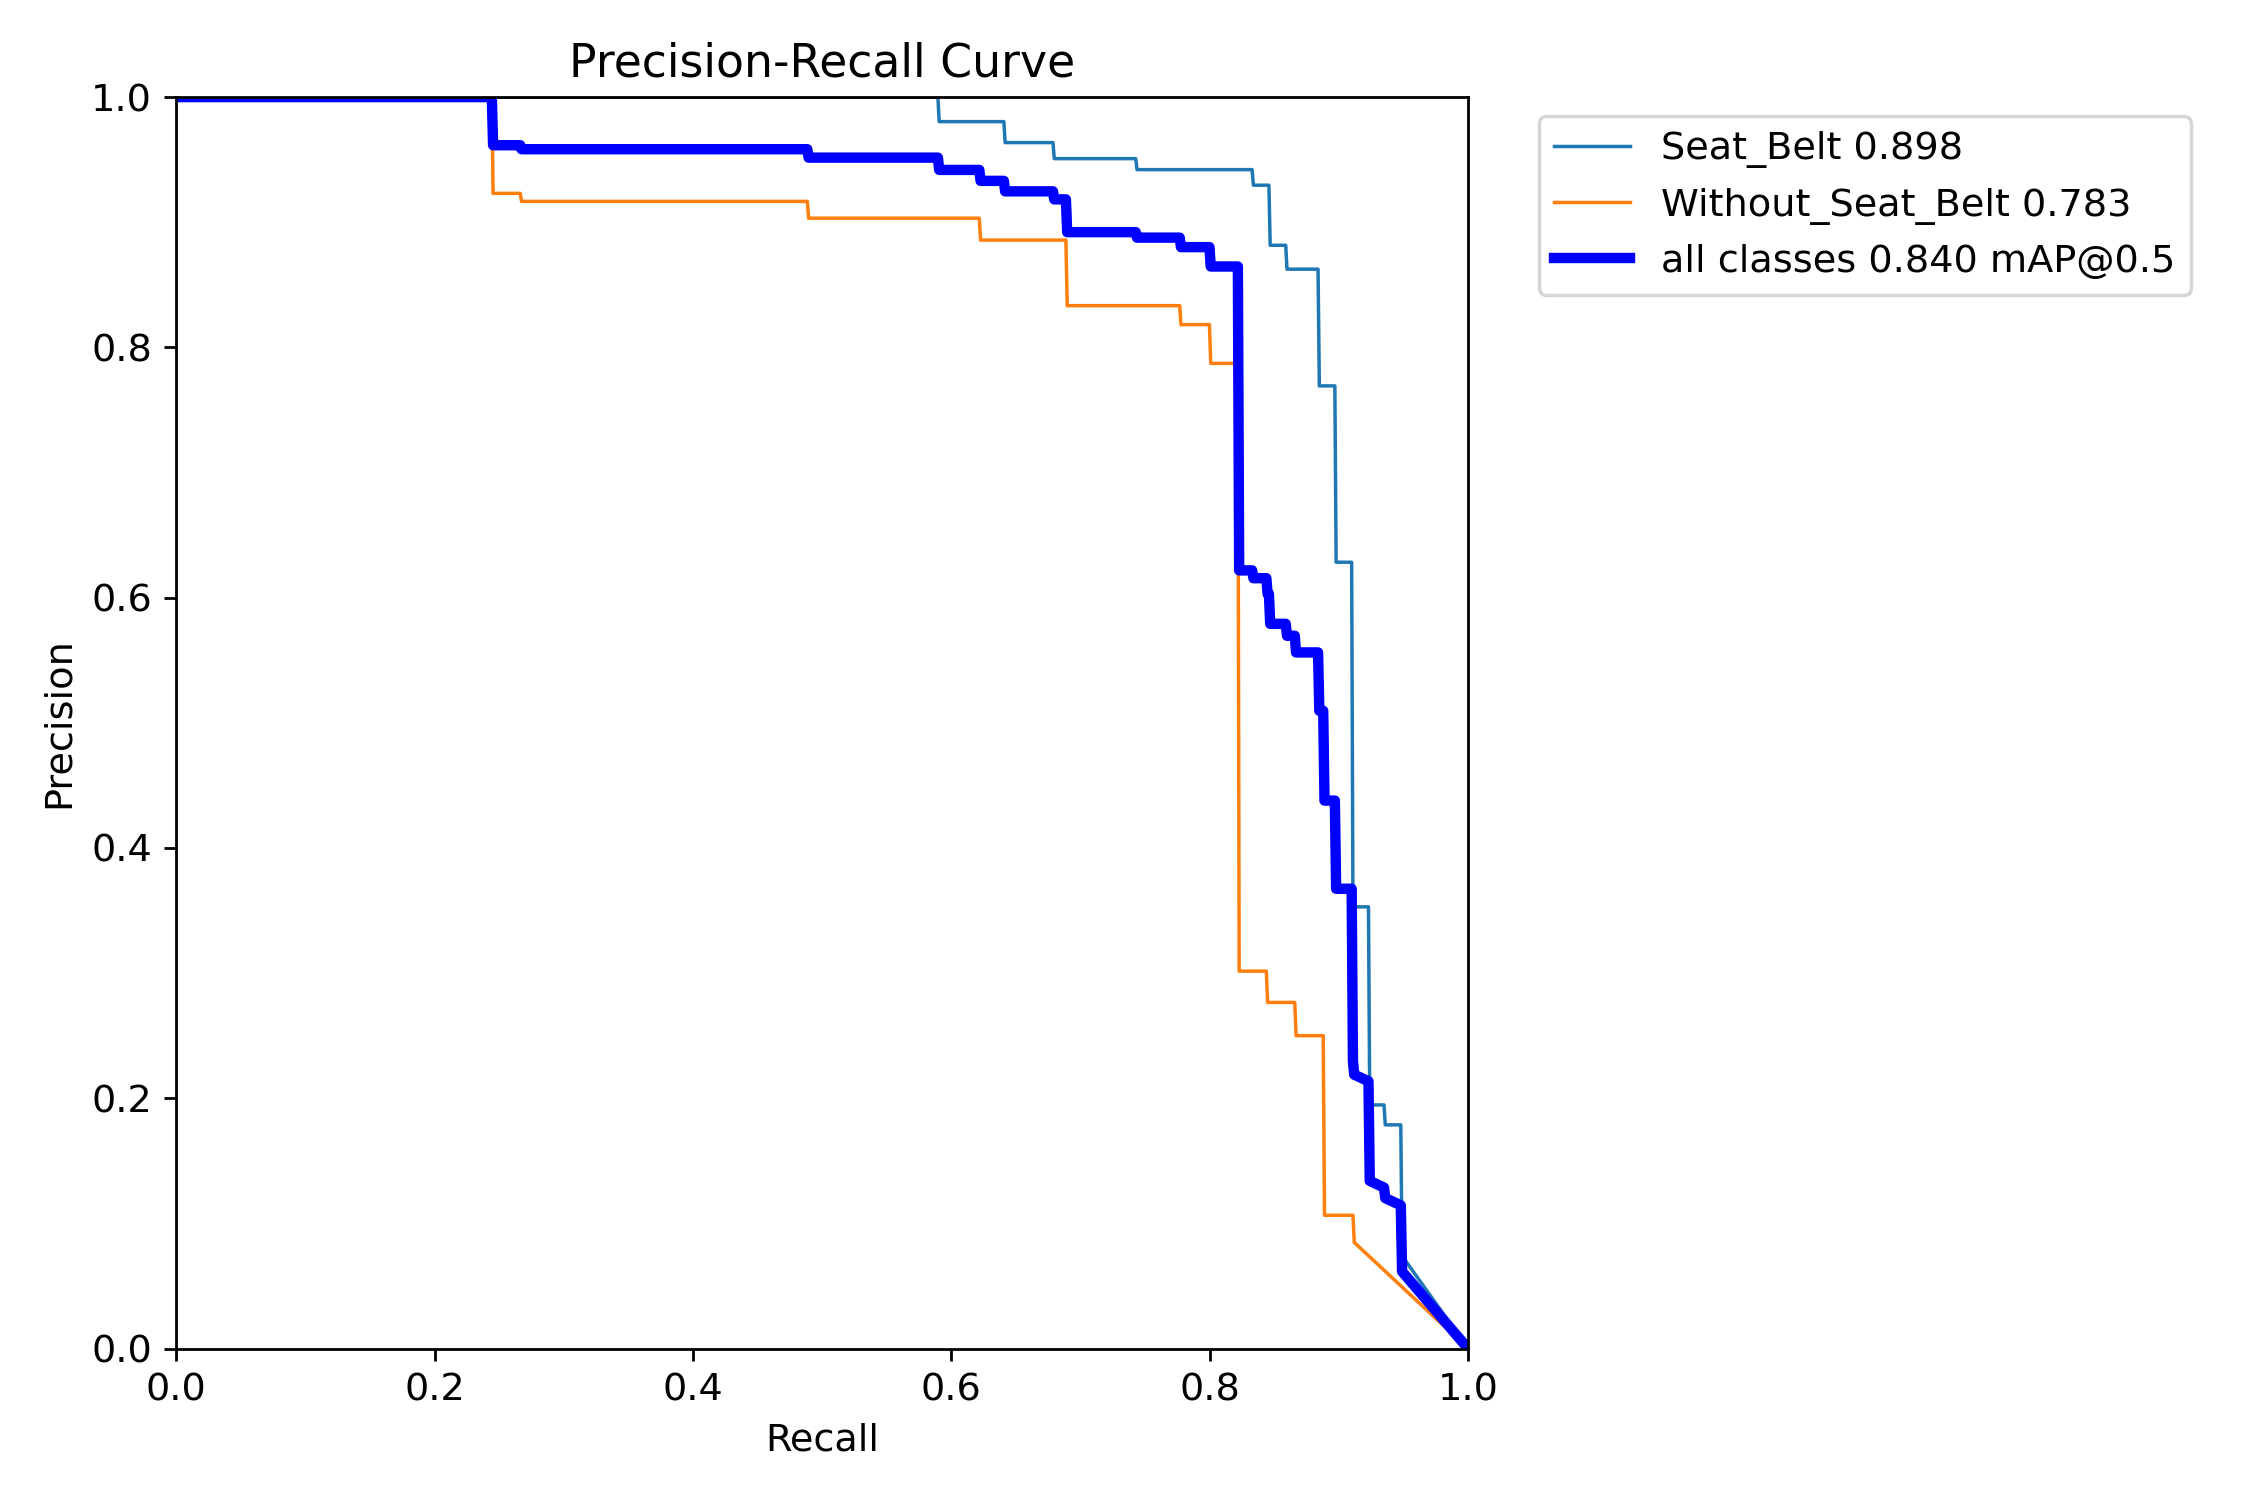 Precision-Recall Curve
1.0
0.8
0.6
0.4
0.2
0.0
Precision
0.0 0.2 0.4 0.6 0.8 1.0
Recall
Seat_Belt 0.898
Without_Seat_Belt 0.783
all classes 0.840 mAP@0.5